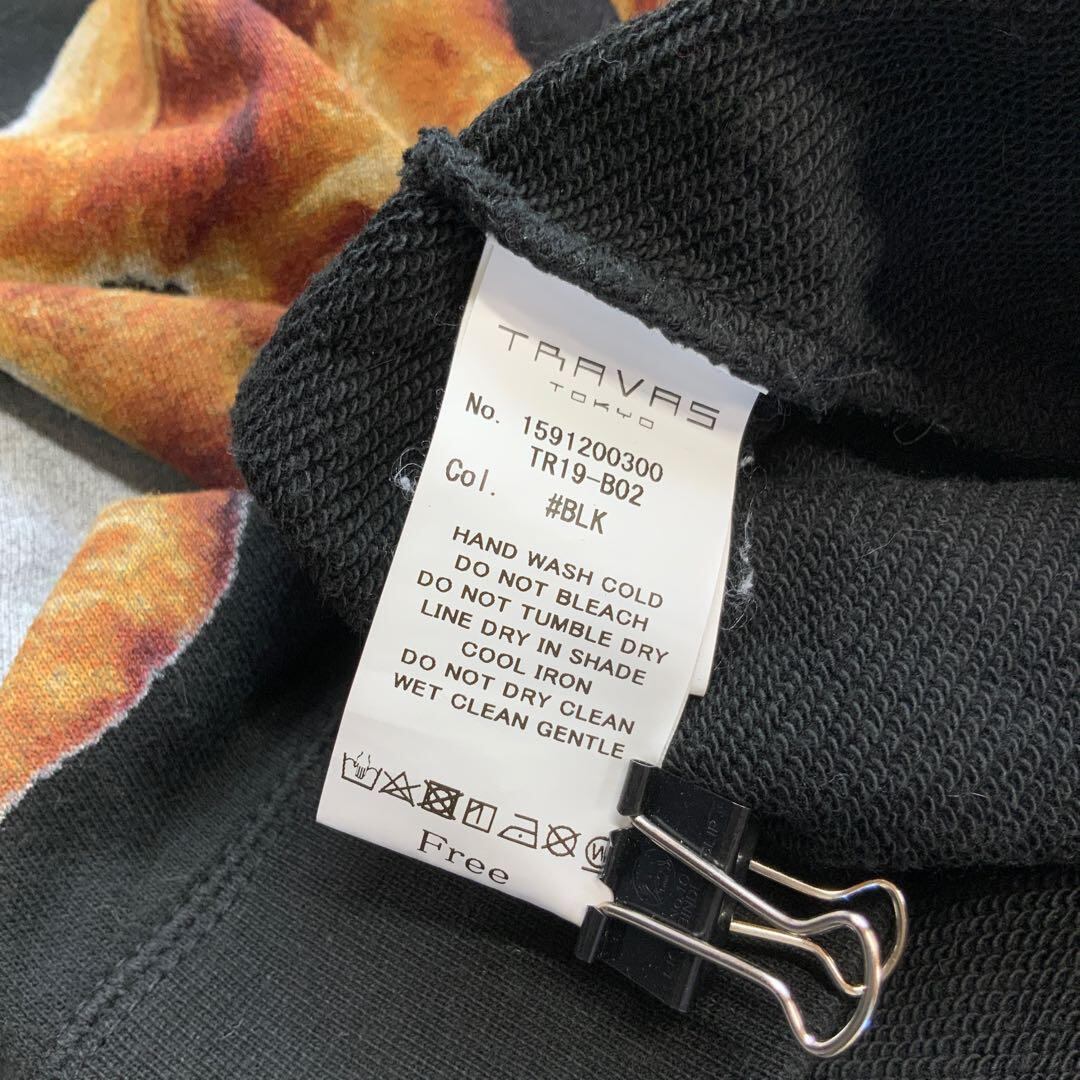 TRAVAS
TOKYO
No. 1591200300
TR19-B02
Col. #BLK
HAND WASH COLD
DO NOT BLEACH
DO NOT TUMBLE DRY
LINE DRY IN SHADE
COOL IRON
DO NOT DRY CLEAN
WET CLEAN GENTLE
W
Free